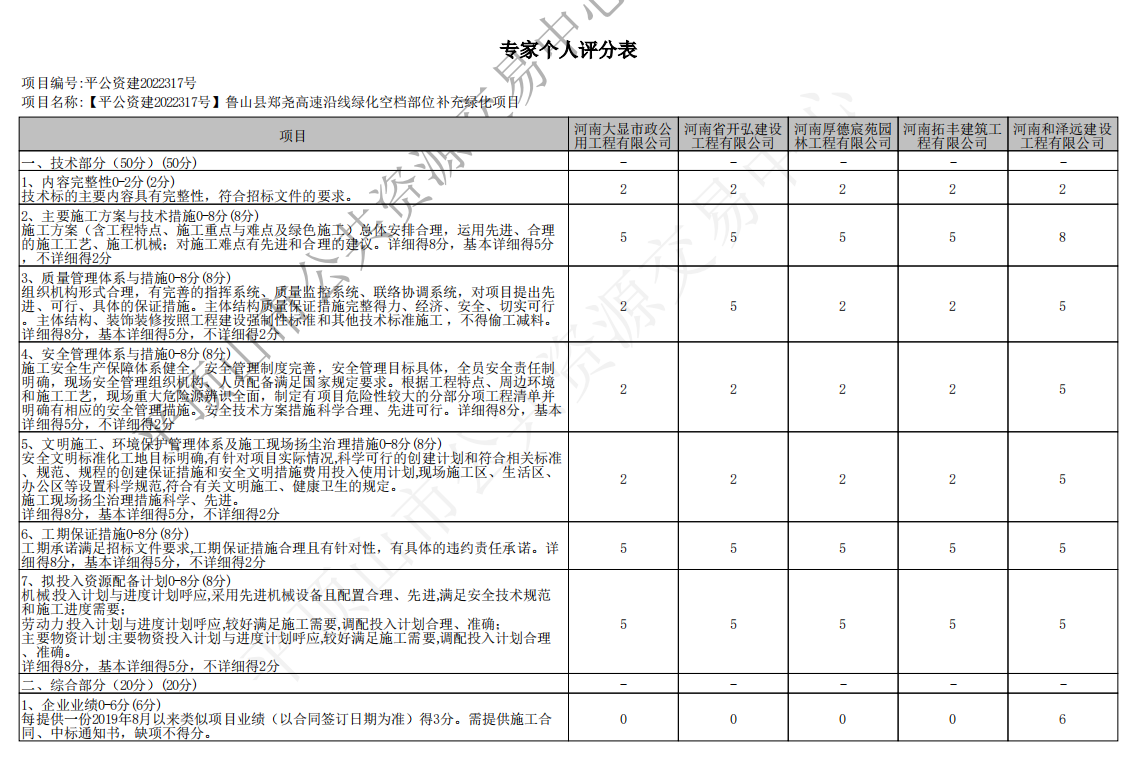 专家个人评分表
项目编号:平公资建2022317号
项目名称:【平公资建2022317号】鲁山县郑尧高速沿线绿化空档部位补充绿化项目
项目
河南大显市政公
用工程有限公司
河南省开弘建设
工程有限公司
河南厚德宸苑园
林工程有限公司
河南拓丰建筑工
程有限公司
河南和泽远建设
工程有限公司
一、技术部分（50分）(50分)
- - - - -
1、内容完整性0-2分(2分)
技术标的主要内容具有完整性，符合招标文件的要求。
2 2 2 2 2
2、主要施工方案与技术措施0-8分(8分)
施工方案（含工程特点、施工重点与难点及绿色施工）总体安排合理，运用先进、合理
的施工工艺、施工机械；对施工难点有先进和合理的建议。详细得8分，基本详细得5分
，不详细得2分
5 5 5 5 8
3、质量管理体系与措施0-8分(8分)
组织机构形式合理，有完善的指挥系统、质量监控系统、联络协调系统，对项目提出先
进、可行、具体的保证措施。主体结构质量保证措施完整得力、经济、安全、切实可行
。主体结构、装饰装修按照工程建设强制性标准和其他技术标准施工，不得偷工减料。
详细得8分，基本详细得5分，不详细得2分
2 5 2 2 5
4、安全管理体系与措施0-8分(8分)
施工安全生产保障体系健全，安全管理制度完善，安全管理目标具体，全员安全责任制
明确，现场安全管理组织机构、人员配备满足国家规定要求。根据工程特点、周边环境
和施工工艺，现场重大危险源辨识全面，制定有项目危险性较大的分部分项工程清单并
明确有相应的安全管理措施。安全技术方案措施科学合理、先进可行。详细得8分，基本
详细得5分，不详细得2分
2 2 2 2 5
5、文明施工、环境保护管理体系及施工现场扬尘治理措施0-8分(8分)
安全文明标准化工地目标明确,有针对项目实际情况,科学可行的创建计划和符合相关标准
、规范、规程的创建保证措施和安全文明措施费用投入使用计划,现场施工区、生活区、
办公区等设置科学规范,符合有关文明施工、健康卫生的规定。
施工现场扬尘治理措施科学、先进。
详细得8分，基本详细得5分，不详细得2分
2 2 2 2 5
6、工期保证措施0-8分(8分)
工期承诺满足招标文件要求,工期保证措施合理且有针对性，有具体的违约责任承诺。详
细得8分，基本详细得5分，不详细得2分
5 5 5 5 5
7、拟投入资源配备计划0-8分(8分)
机械:投入计划与进度计划呼应,采用先进机械设备且配置合理、先进,满足安全技术规范
和施工进度需要;
劳动力:投入计划与进度计划呼应,较好满足施工需要,调配投入计划合理、准确;
主要物资计划:主要物资投入计划与进度计划呼应,较好满足施工需要,调配投入计划合理
、准确。
详细得8分，基本详细得5分，不详细得2分
5 5 5 5 5
二、综合部分（20分）(20分)
- - - - -
1、企业业绩0-6分(6分)
每提供一份2019年8月以来类似项目业绩（以合同签订日期为准）得3分。需提供施工合
同、中标通知书，缺项不得分。
0 0 0 0 6
平顶山市公共资源交易中心
平顶山市公共资源交易中心